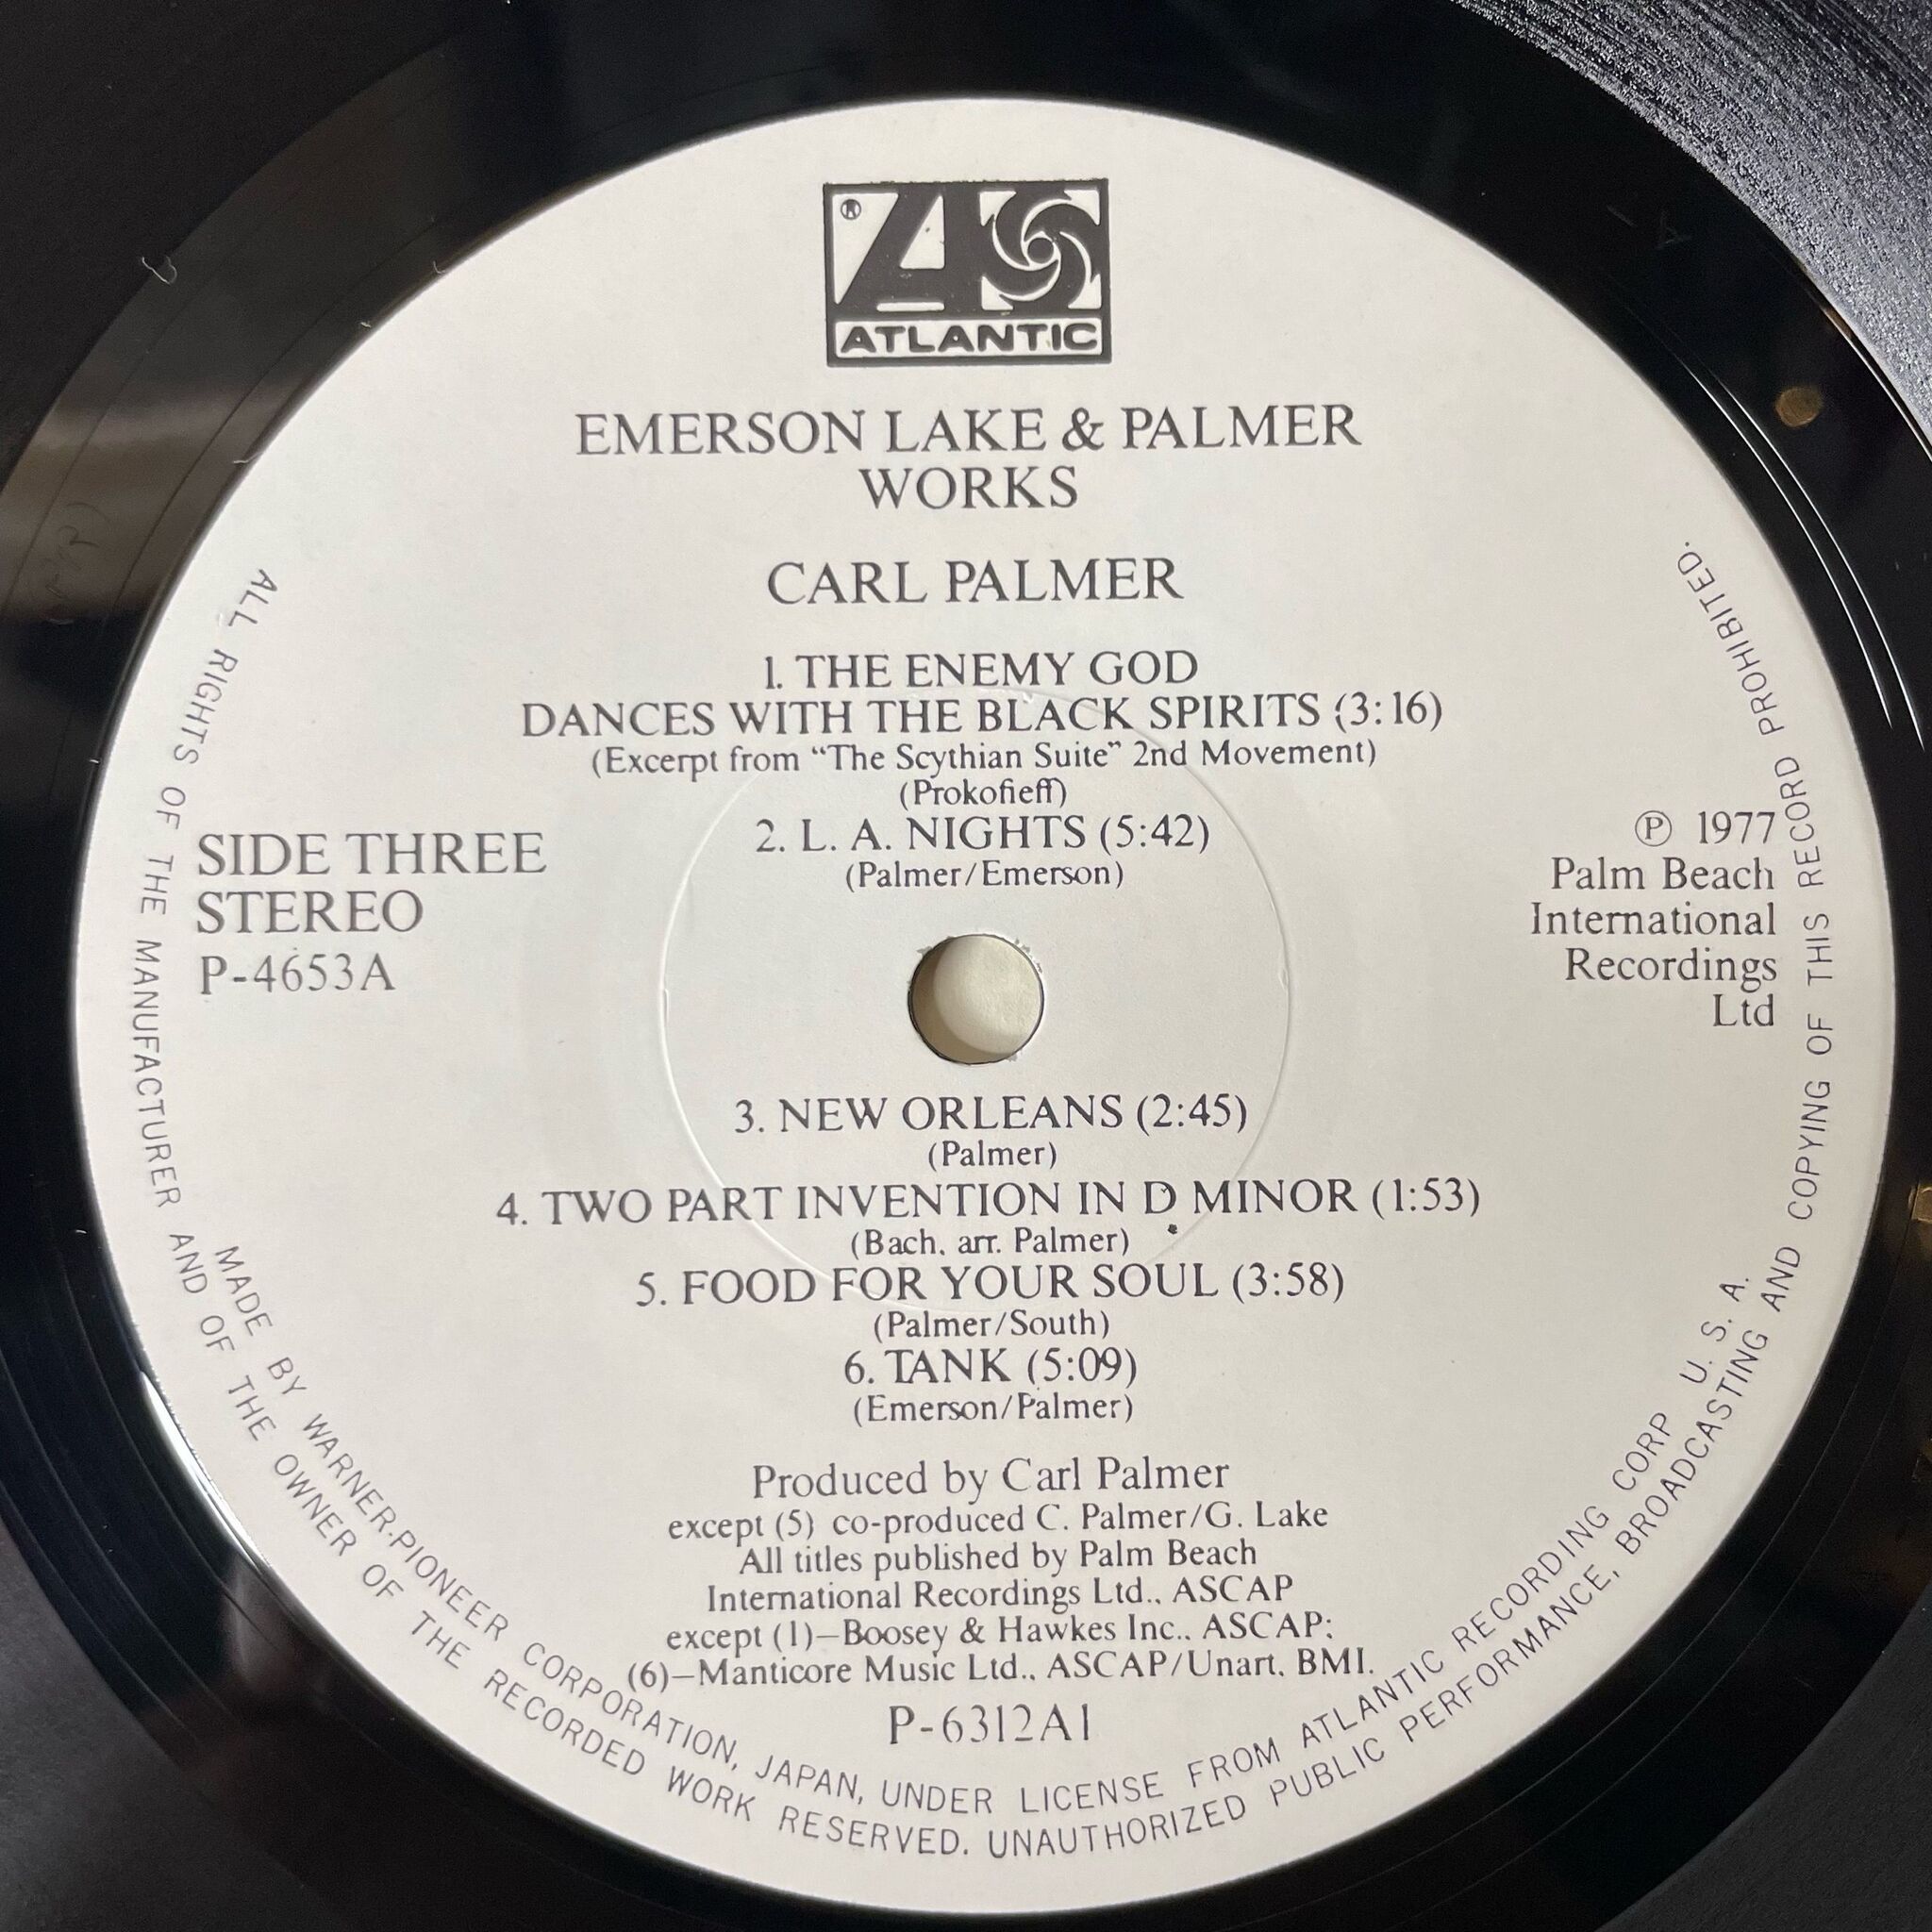 ®
ATLANTIC
EMERSON LAKE & PALMER
WORKS
CARL PALMER
1. THE ENEMY GOD
DANCES WITH THE BLACK SPIRITS (3:16)
(Excerpt from “The Scythian Suite” 2nd Movement)
(Prokofieff)
2. L. A. NIGHTS (5:42)
(Palmer/Emerson)
SIDE THREE
STEREO
P-4653A
℗ 1977
Palm Beach
International
Recordings
Ltd
3. NEW ORLEANS (2:45)
(Palmer)
4. TWO PART INVENTION IN D MINOR (1:53)
(Bach, arr. Palmer)
5. FOOD FOR YOUR SOUL (3:58)
(Palmer/South)
6. TANK (5:09)
(Emerson/Palmer)
Produced by Carl Palmer
except (5) co-produced C. Palmer/G. Lake
All titles published by Palm Beach
International Recordings Ltd., ASCAP
except (1)—Boosey & Hawkes Inc., ASCAP;
(6)—Manticore Music Ltd., ASCAP/Unart, BMI.
P-6312A1
MADE BY WARNER-PIONEER CORPORATION, JAPAN, UNDER LICENSE FROM ATLANTIC RECORDING CORP U. S. A.
ALL RIGHTS OF THE MANUFACTURER AND OF THE OWNER OF THE RECORDED WORK RESERVED. UNAUTHORIZED PUBLIC PERFORMANCE, BROADCASTING AND COPYING OF THIS RECORD PROHIBITED.